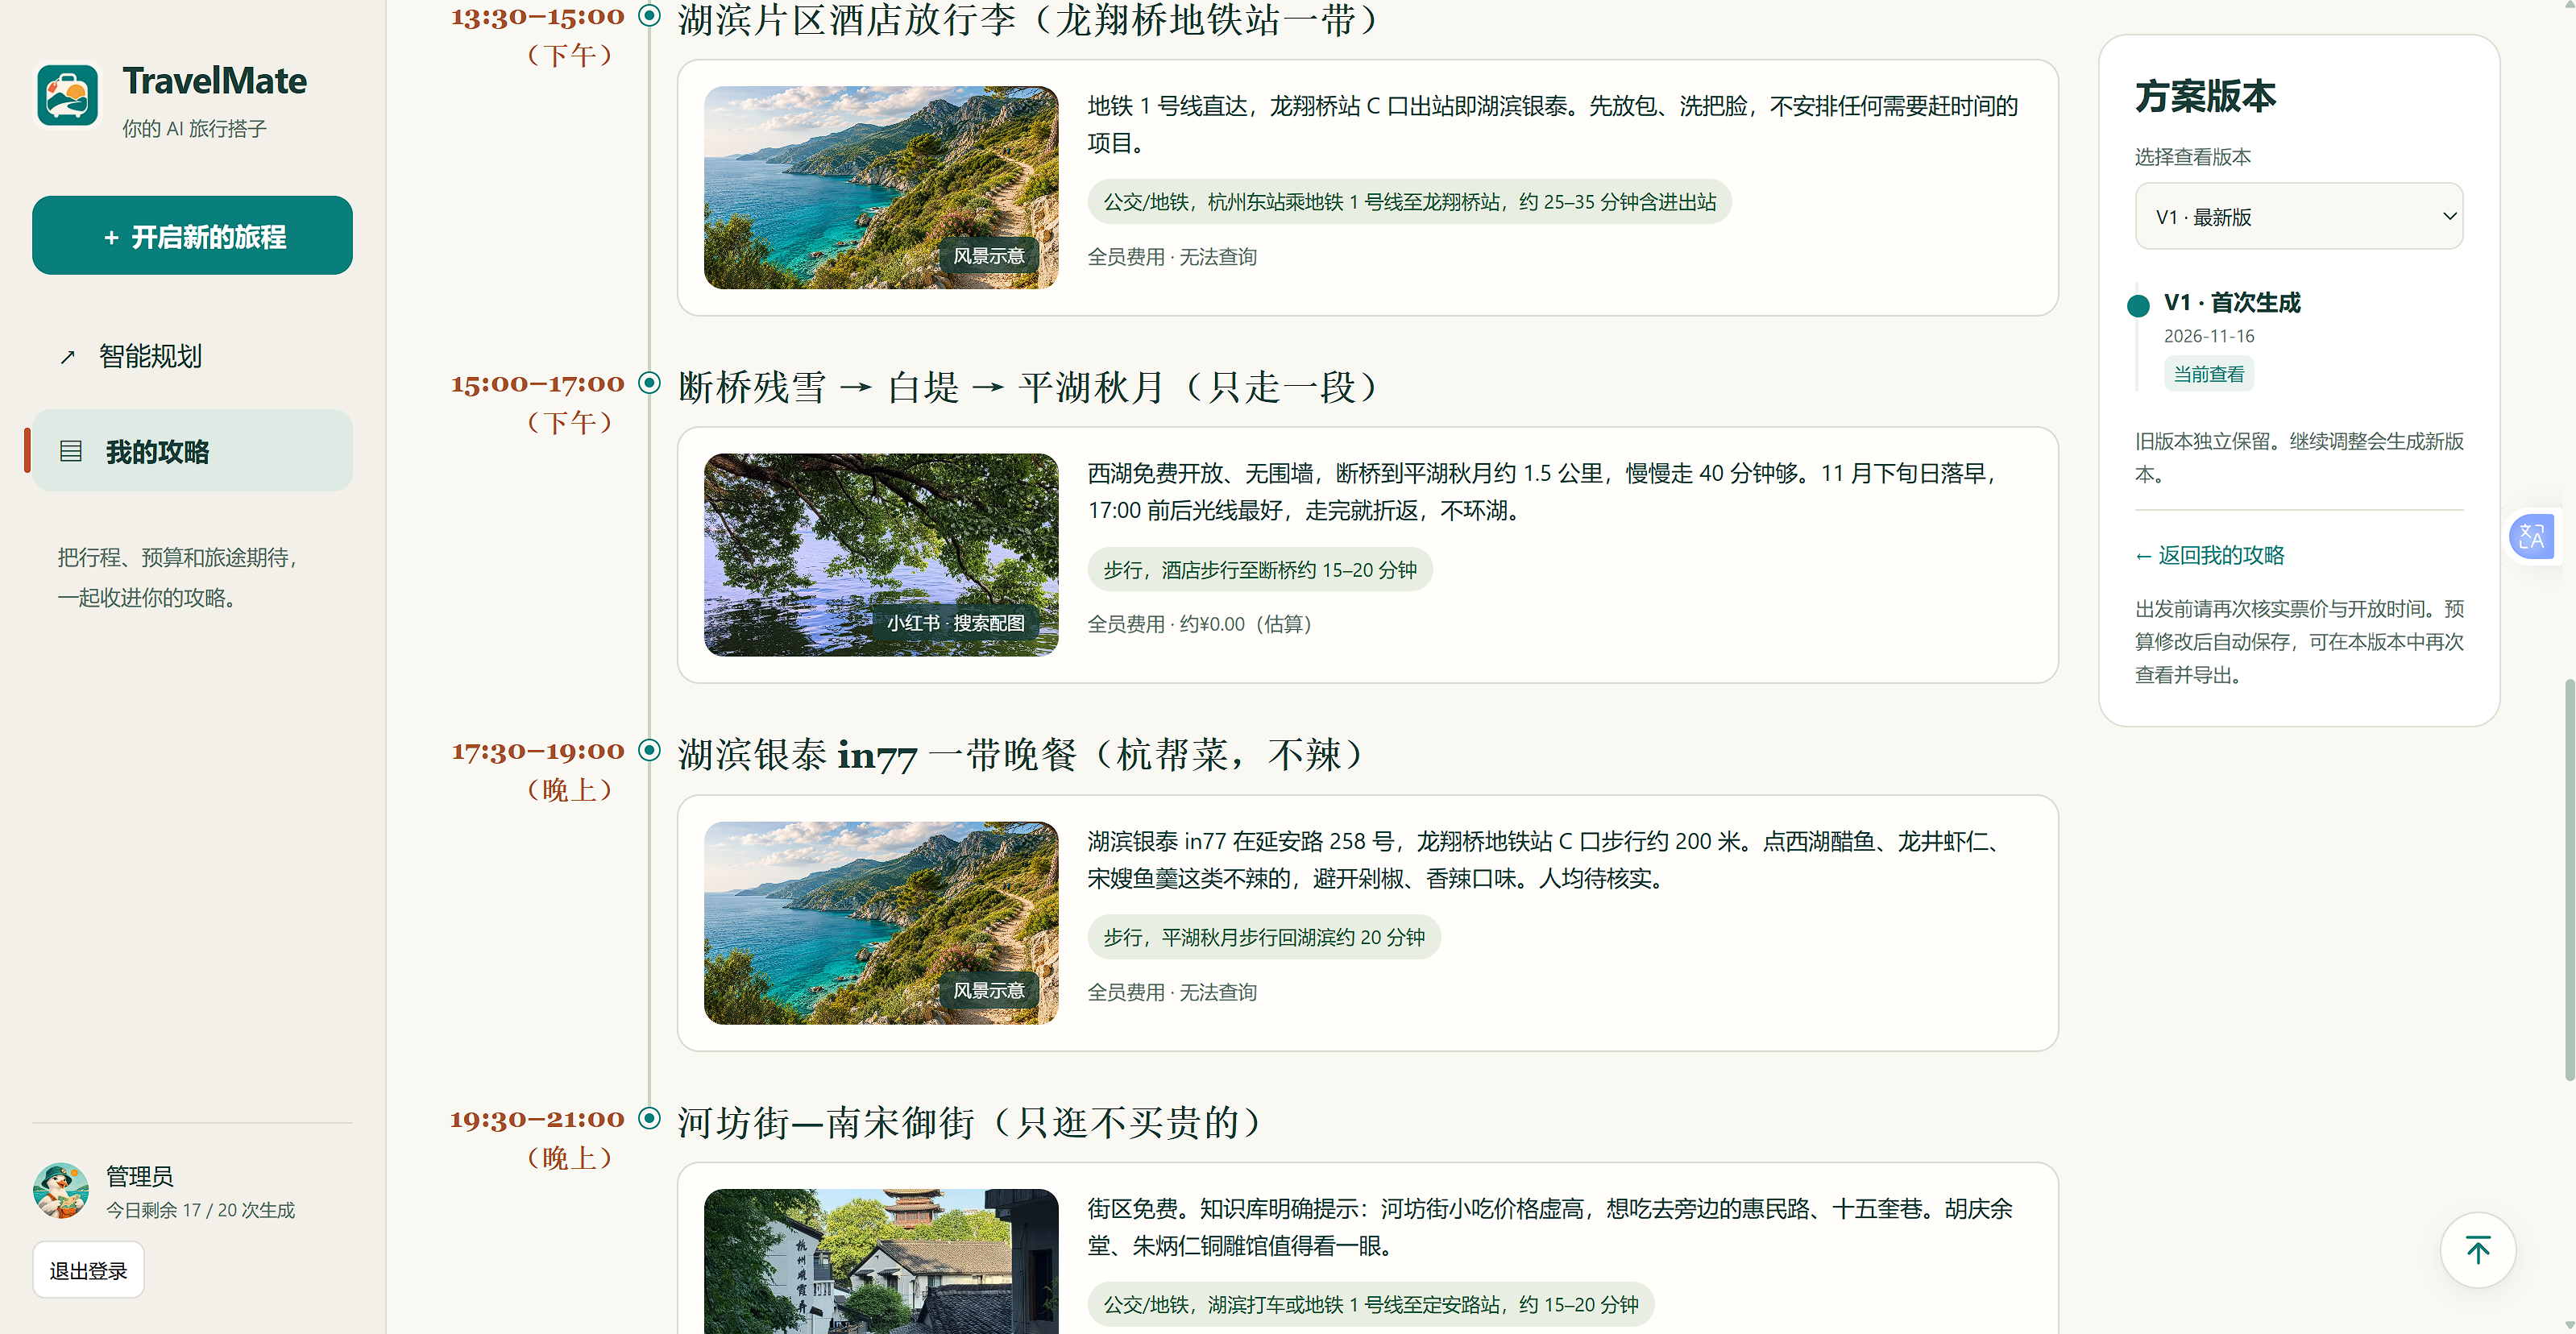 TravelMate
你的 AI 旅行搭子
+ 开启新的旅程
↗ 智能规划
我的攻略
把行程、预算和旅途期待，
一起收进你的攻略。
管理员
今日剩余 17 / 20 次生成
退出登录
13:30–15:00
（下午）
湖滨片区酒店放行李（龙翔桥地铁站一带）
风景示意
地铁 1 号线直达，龙翔桥站 C 口出站即湖滨银泰。先放包、洗把脸，不安排任何需要赶时间的
项目。
公交/地铁，杭州东站乘地铁 1 号线至龙翔桥站，约 25–35 分钟含进出站
全员费用 · 无法查询
15:00–17:00
（下午）
断桥残雪 → 白堤 → 平湖秋月（只走一段）
小红书 · 搜索配图
西湖免费开放、无围墙，断桥到平湖秋月约 1.5 公里，慢慢走 40 分钟够。11 月下旬日落早，
17:00 前后光线最好，走完就折返，不环湖。
步行，酒店步行至断桥约 15–20 分钟
全员费用 · 约¥0.00（估算）
17:30–19:00
（晚上）
湖滨银泰 in77 一带晚餐（杭帮菜，不辣）
风景示意
湖滨银泰 in77 在延安路 258 号，龙翔桥地铁站 C 口步行约 200 米。点西湖醋鱼、龙井虾仁、
宋嫂鱼羹这类不辣的，避开剁椒、香辣口味。人均待核实。
步行，平湖秋月步行回湖滨约 20 分钟
全员费用 · 无法查询
19:30–21:00
（晚上）
河坊街—南宋御街（只逛不买贵的）
街区免费。知识库明确提示：河坊街小吃价格虚高，想吃去旁边的惠民路、十五奎巷。胡庆余
堂、朱炳仁铜雕馆值得看一眼。
公交/地铁，湖滨打车或地铁 1 号线至定安路站，约 15–20 分钟
方案版本
选择查看版本
V1 · 最新版
V1 · 首次生成
2026-11-16
当前查看
旧版本独立保留。继续调整会生成新版
本。
← 返回我的攻略
出发前请再次核实票价与开放时间。预
算修改后自动保存，可在本版本中再次
查看并导出。